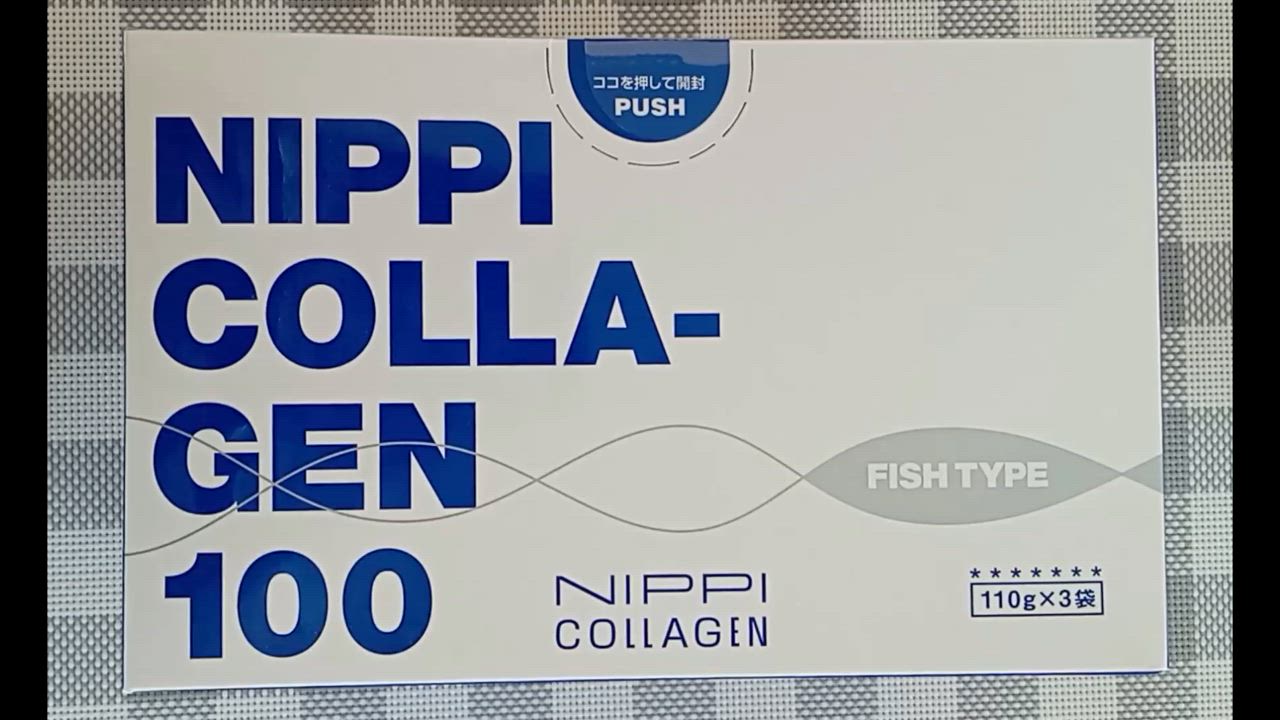 ココを押して開封
PUSH
NIPPI
COLLA-
GEN
100
FISH TYPE
NIPPI
COLLAGEN
*******
110g×3袋